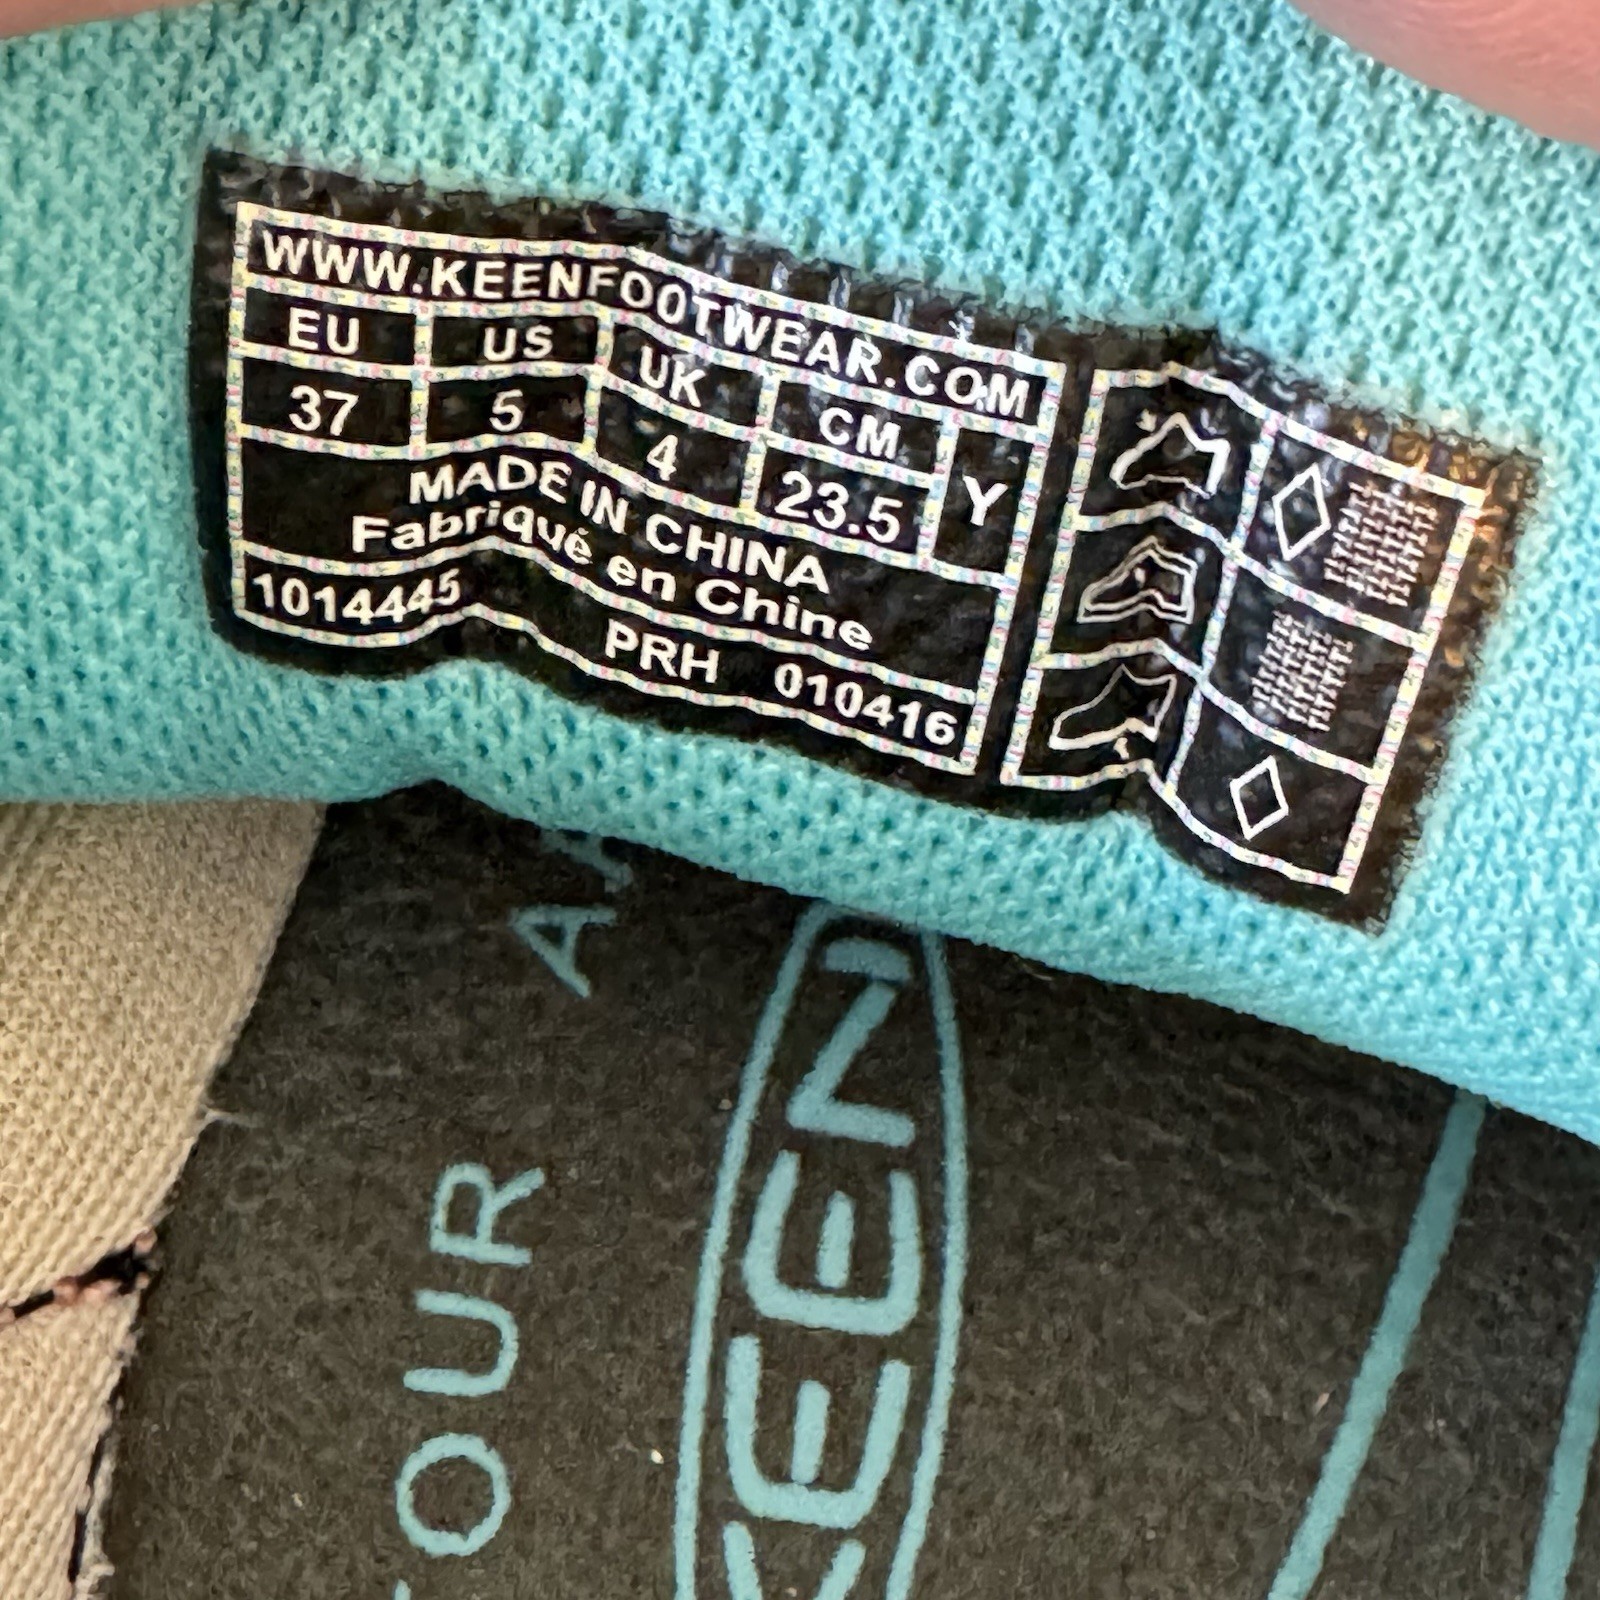 WWW.KEENFOOTWEAR.COM
EU US UK CM Y
37 5 4 23.5
MADE IN CHINA
Fabriqué en Chine
1014445 PRH 010416
KEEN
OUR